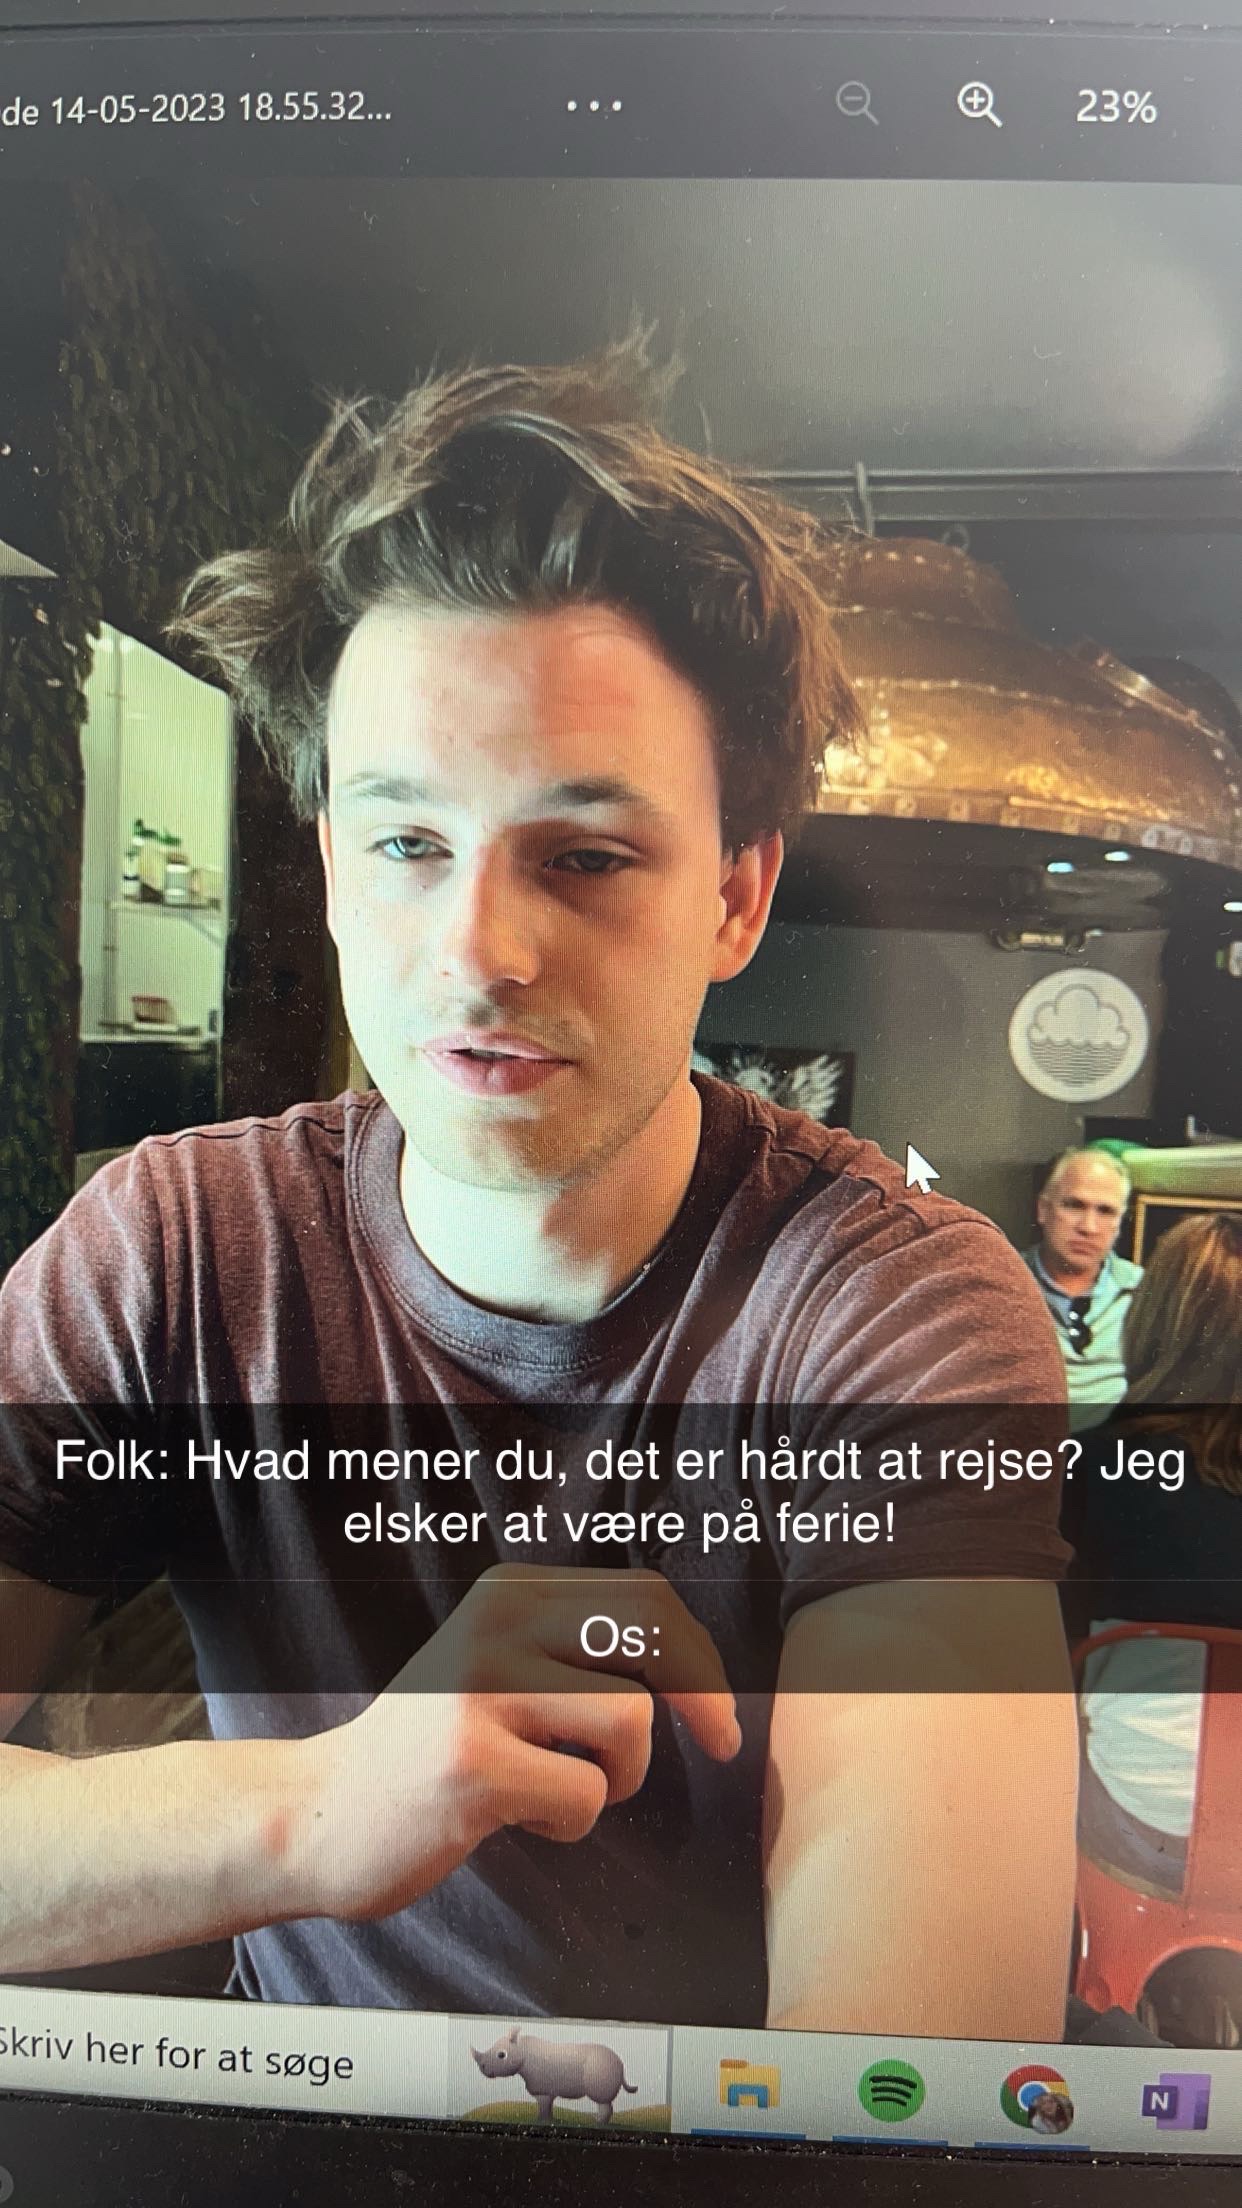 de 14-05-2023 18.55.32...
23%
Folk: Hvad mener du, det er hårdt at rejse? Jeg
elsker at være på ferie!
Os:
Skriv her for at søge
N